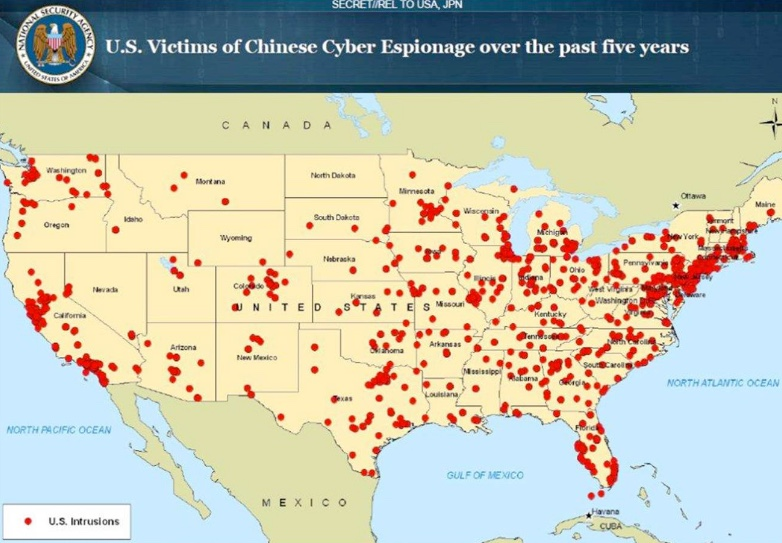 SECRET//REL TO USA, JPN
NATIONAL SECURITY AGENCY
UNITED STATES OF AMERICA
U.S. Victims of Chinese Cyber Espionage over the past five years
N
CANADA
Washington
Montana
North Dakota
Minnesota
Ottawa
Maine
Oregon
Idaho
South Dakota
Wisconsin
Michigan
Vermont
New York
New Hampshire
Wyoming
Nebraska
Pennsylvania
Nevada
Utah
Colorado
Illinois
Indiana
Ohio
New Jersey
West Virginia
Delaware
UNITED STATES
Kansas
Missouri
Washington
California
Kentucky
Virginia
Arizona
New Mexico
Oklahoma
Arkansas
Tennessee
North Carolina
Mississippi
Alabama
Georgia
South Carolina
Texas
Louisiana
NORTH ATLANTIC OCEAN
NORTH PACIFIC OCEAN
Florida
GULF OF MEXICO
MEXICO
Havana
CUBA
U.S. Intrusions